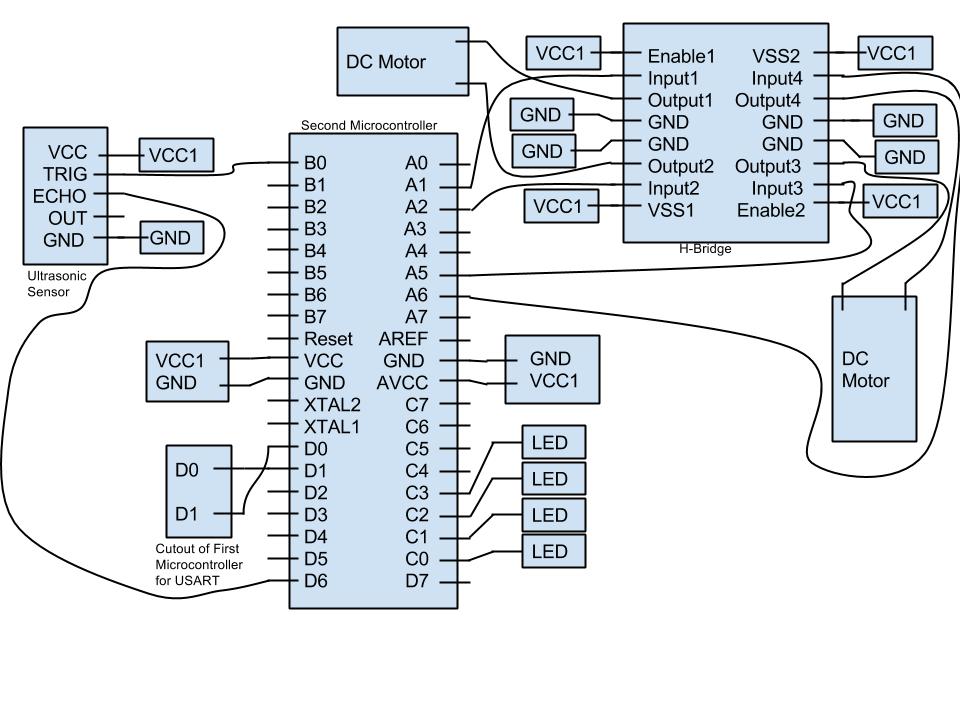 DC Motor
VCC1
Enable1
Input1
Output1
GND
GND
Output2
Input2
VSS1
VSS2
Input4
Output4
GND
GND
Output3
Input3
Enable2
VCC1
GND
GND
VCC1
GND
GND
VCC1
H-Bridge
VCC
TRIG
ECHO
OUT
GND
VCC1
GND
Ultrasonic
Sensor
Second Microcontroller
B0
B1
B2
B3
B4
B5
B6
B7
Reset
VCC
GND
XTAL2
XTAL1
D0
D1
D2
D3
D4
D5
D6
A0
A1
A2
A3
A4
A5
A6
A7
AREF
GND
AVCC
C7
C6
C5
C4
C3
C2
C1
C0
D7
VCC1
GND
GND
VCC1
DC
Motor
D0
D1
Cutout of First
Microcontroller
for USART
LED
LED
LED
LED